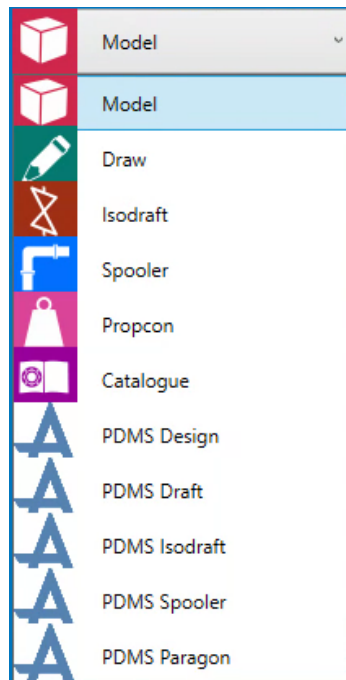 Model
Model
Draw
Isodraft
Spooler
Propcon
Catalogue
PDMS Design
PDMS Draft
PDMS Isodraft
PDMS Spooler
PDMS Paragon